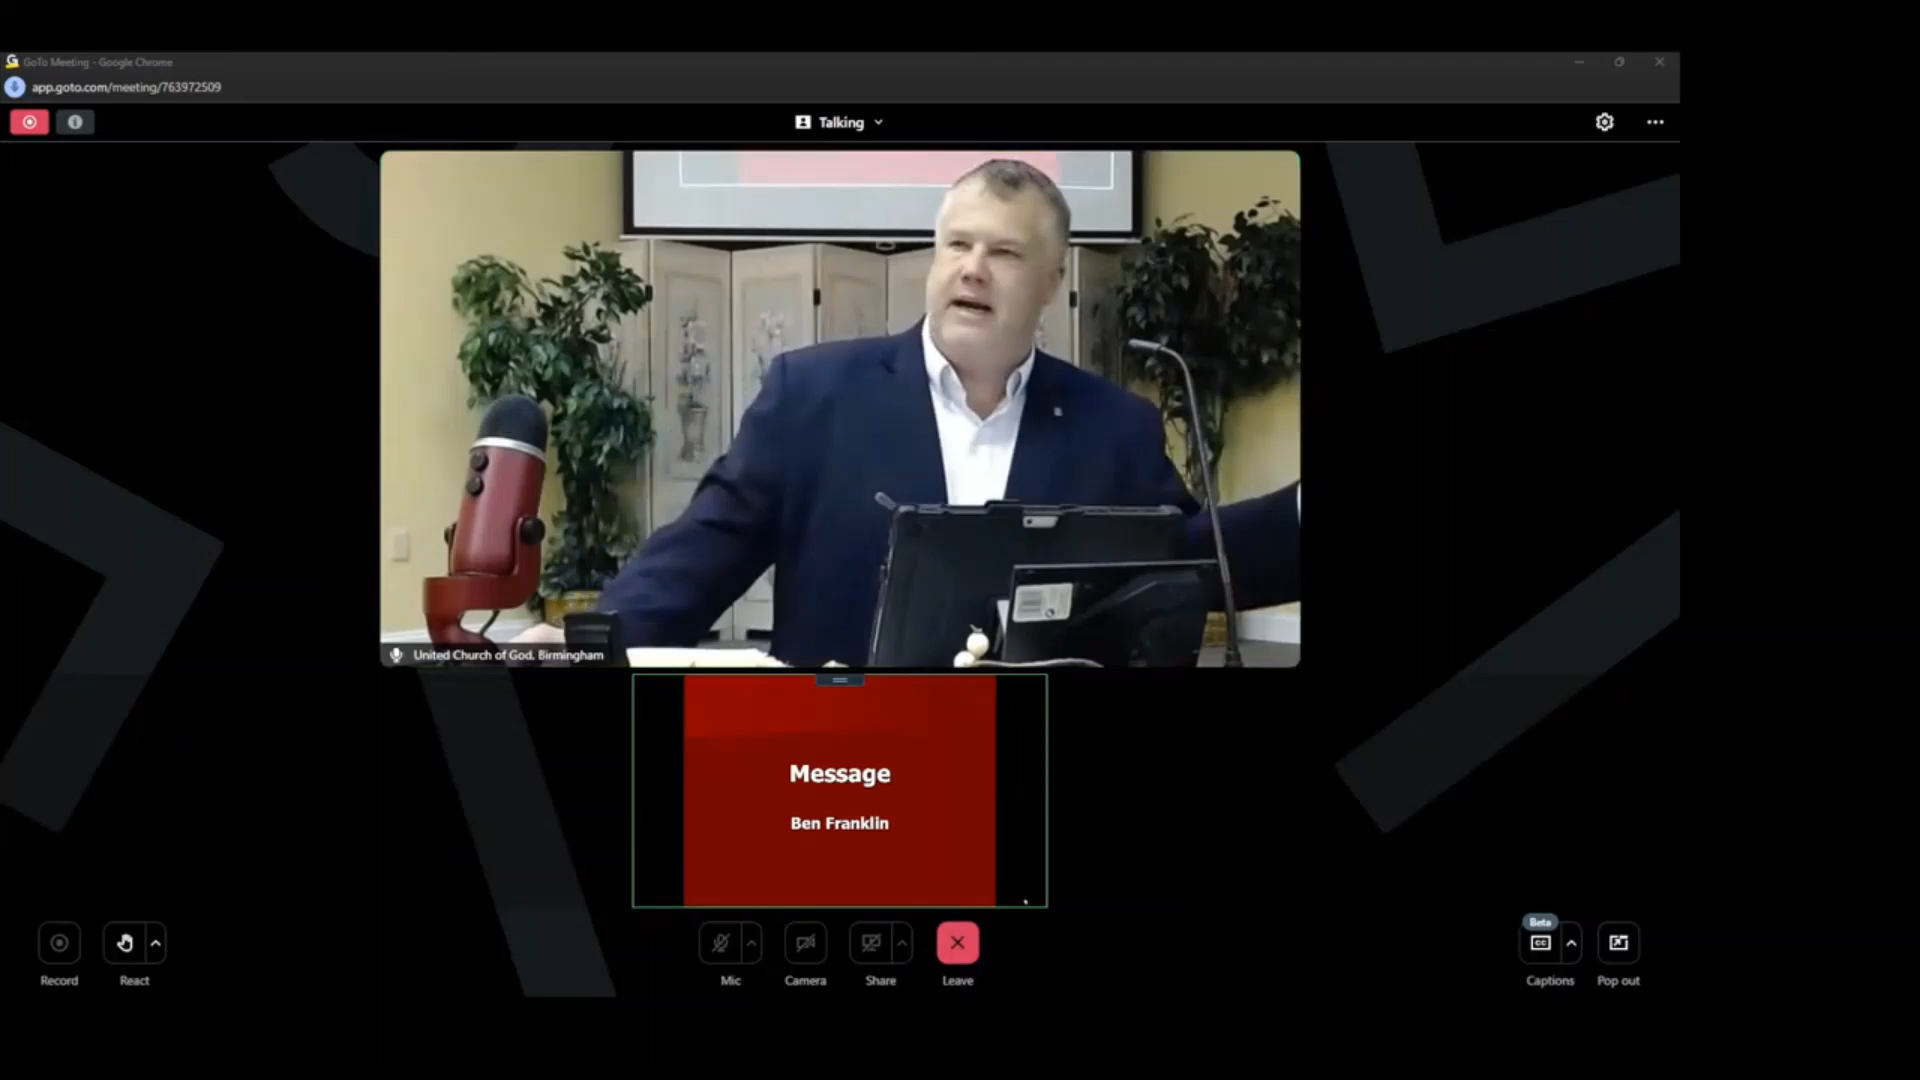 GoTo Meeting - Google Chrome
app.goto.com/meeting/763972509
Talking
United Church of God, Birmingham
Message
Ben Franklin
Record
React
Mic
Camera
Share
Leave
Beta
CC
Captions
Pop out